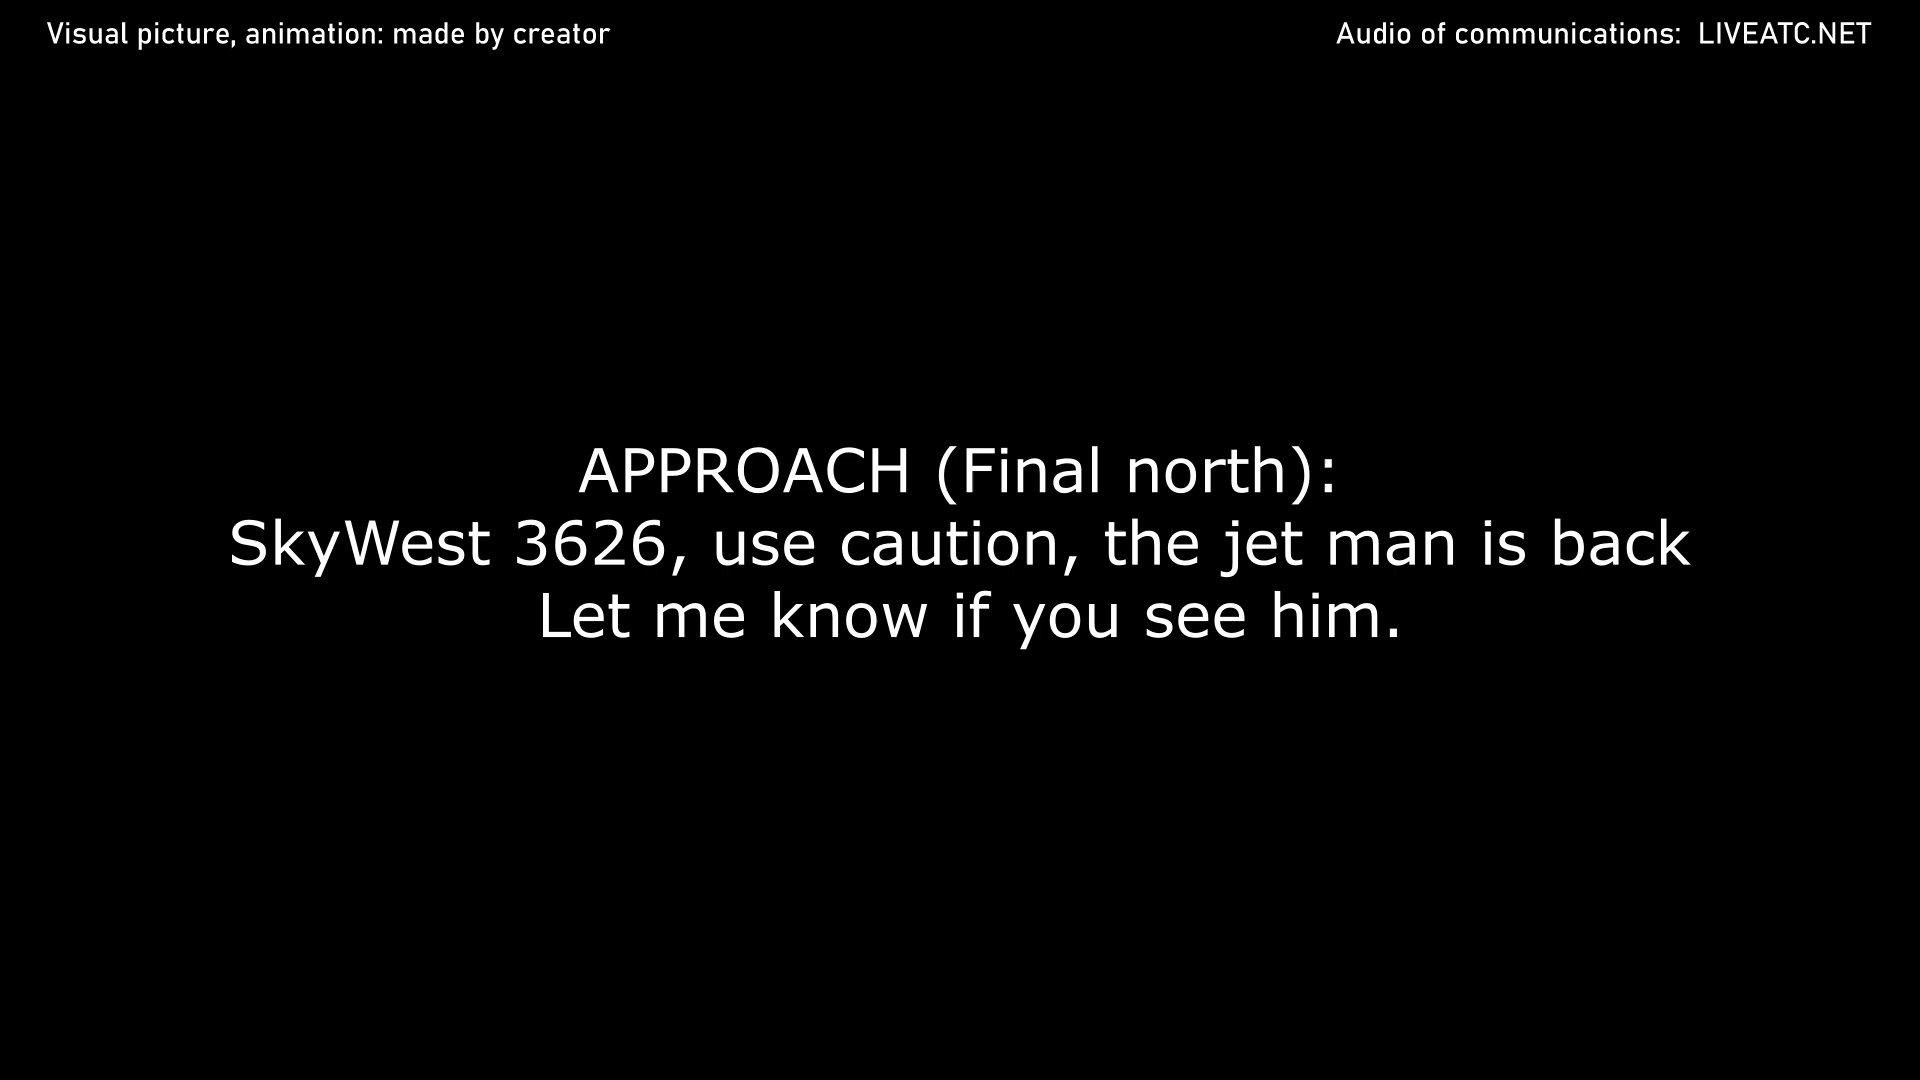 Visual picture, animation: made by creator
Audio of communications: LIVEATC.NET
APPROACH (Final north):
SkyWest 3626, use caution, the jet man is back
Let me know if you see him.